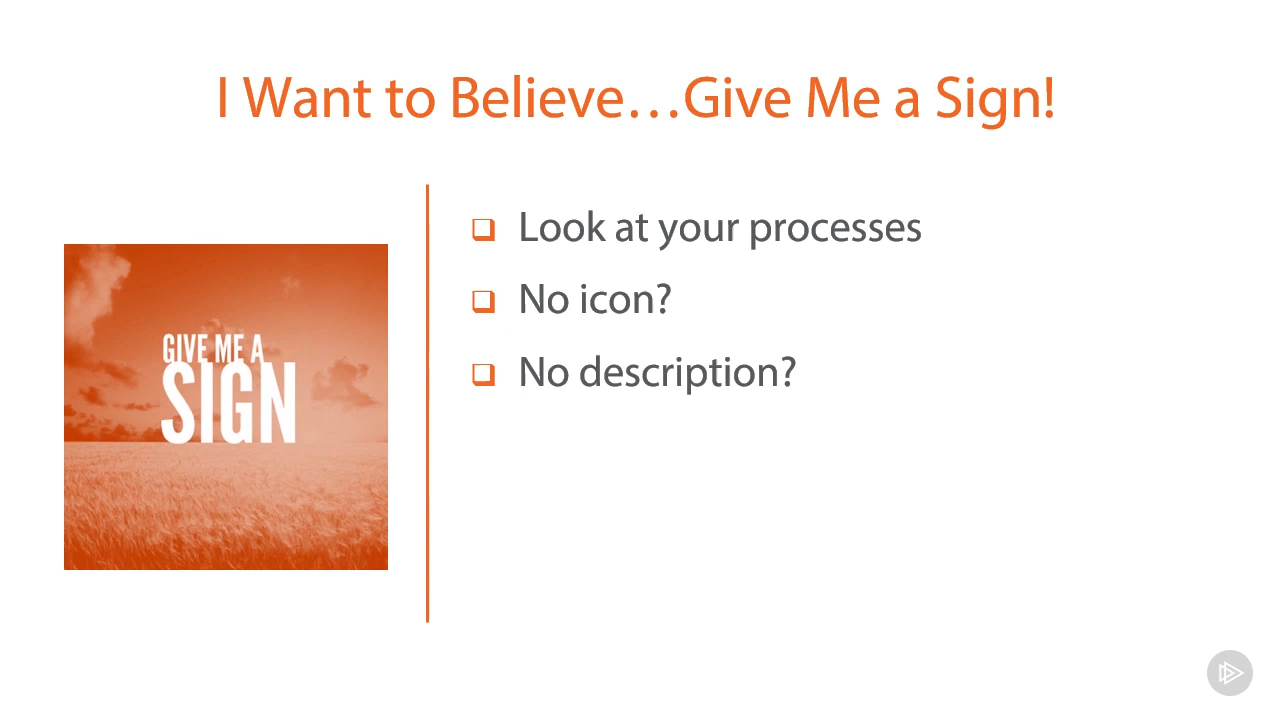 I Want to Believe…Give Me a Sign!
GIVE ME A
SIGN
Look at your processes
No icon?
No description?